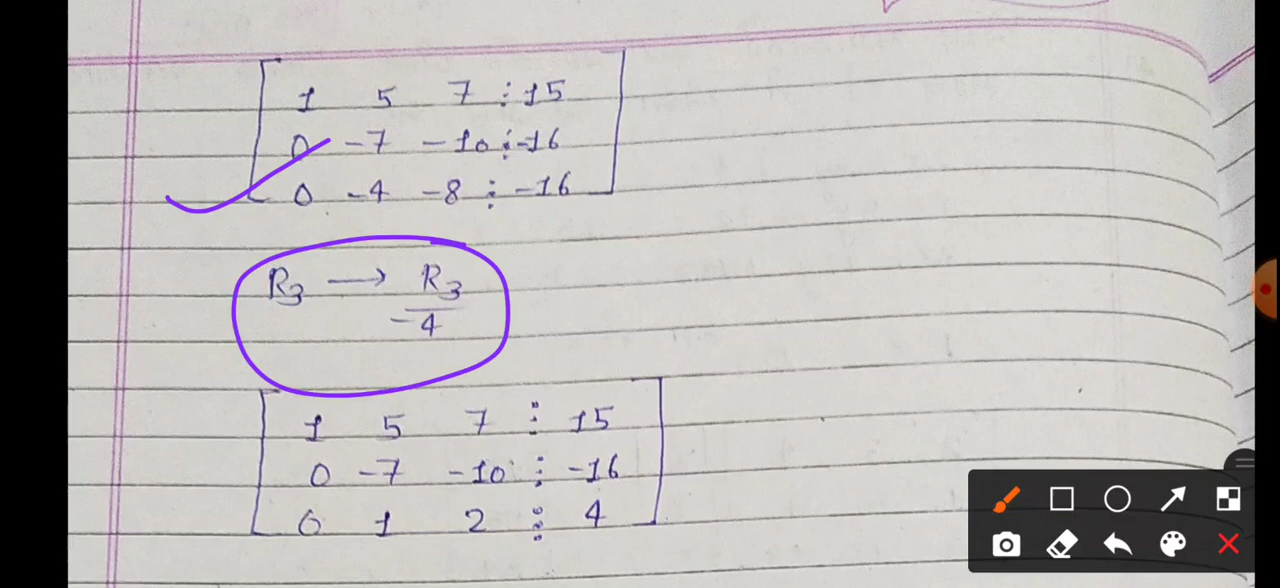 1 5 7 ⋮ 15
0 -7 -10 ⋮ -16
0 -4 -8 ⋮ -16
R₃ → R₃/-4
1 5 7 ⋮ 15
0 -7 -10 ⋮ -16
0 1 2 ⋮ 4